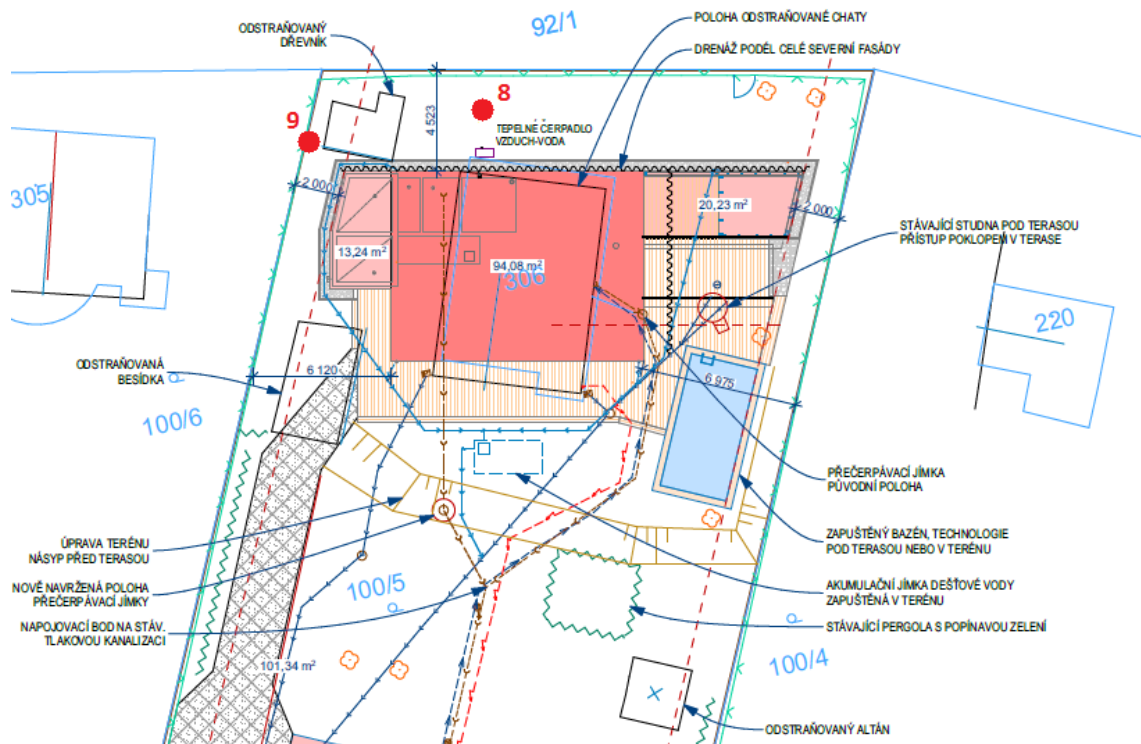 92/1
POLOHA ODSTRAŇOVANÉ CHATY
ODSTRAŇOVANÝ
DŘEVNÍK
DRENÁŽ PODÉL CELÉ SEVERNÍ FASÁDY
8
9
4 523
TEPELNÉ ČERPADLO
VZDUCH-VODA
305
2 000
20,23 m²
2 000
STÁVAJÍCÍ STUDNA POD TERASOU
PŘÍSTUP POKLOPEM V TERASE
13,24 m²
94,08 m²
306
220
ODSTRAŇOVANÁ
BESÍDKA
6 120
6 975
100/6
PŘEČERPÁVACÍ JÍMKA
PŮVODNÍ POLOHA
ÚPRAVA TERÉNU
NÁSYP PŘED TERASOU
ZAPUŠTĚNÝ BAZÉN, TECHNOLOGIE
POD TERASOU NEBO V TERÉNU
NOVĚ NAVRŽENÁ POLOHA
PŘEČERPÁVACÍ JÍMKY
100/5
AKUMULAČNÍ JÍMKA DEŠŤOVÉ VODY
ZAPUŠTĚNÁ V TERÉNU
NAPOJOVACÍ BOD NA STÁV.
TLAKOVOU KANALIZACI
STÁVAJÍCÍ PERGOLA S POPÍNAVOU ZELENÍ
101,34 m²
100/4
ODSTRAŇOVANÝ ALTÁN